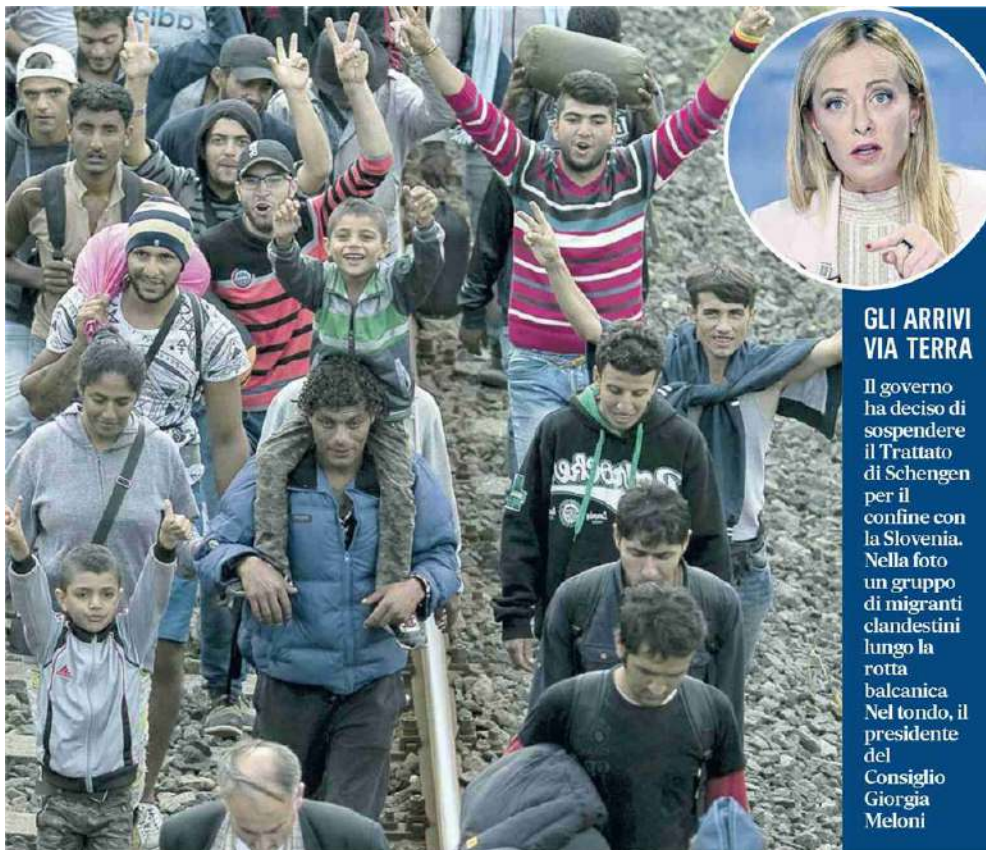 GLI ARRIVI
VIA TERRA
Il governo
ha deciso di
sospendere
il Trattato
di Schengen
per il
confine con
la Slovenia.
Nella foto
un gruppo
di migranti
clandestini
lungo la
rotta
balcanica
Nel tondo, il
presidente
del
Consiglio
Giorgia
Meloni